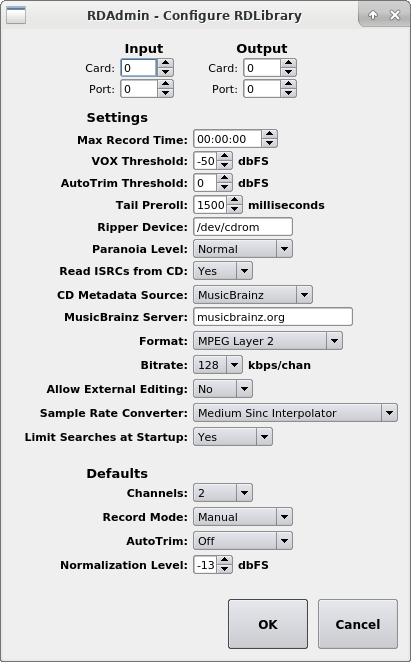 RDAdmin - Configure RDLibrary
Input Output
Card: 0 Card: 0
Port: 0 Port: 0
Settings
Max Record Time: 00:00:00
VOX Threshold: -50 dbFS
AutoTrim Threshold: 0 dbFS
Tail Preroll: 1500 milliseconds
Ripper Device: /dev/cdrom
Paranoia Level: Normal
Read ISRCs from CD: Yes
CD Metadata Source: MusicBrainz
MusicBrainz Server: musicbrainz.org
Format: MPEG Layer 2
Bitrate: 128 kbps/chan
Allow External Editing: No
Sample Rate Converter: Medium Sinc Interpolator
Limit Searches at Startup: Yes
Defaults
Channels: 2
Record Mode: Manual
AutoTrim: Off
Normalization Level: -13 dbFS
OK Cancel